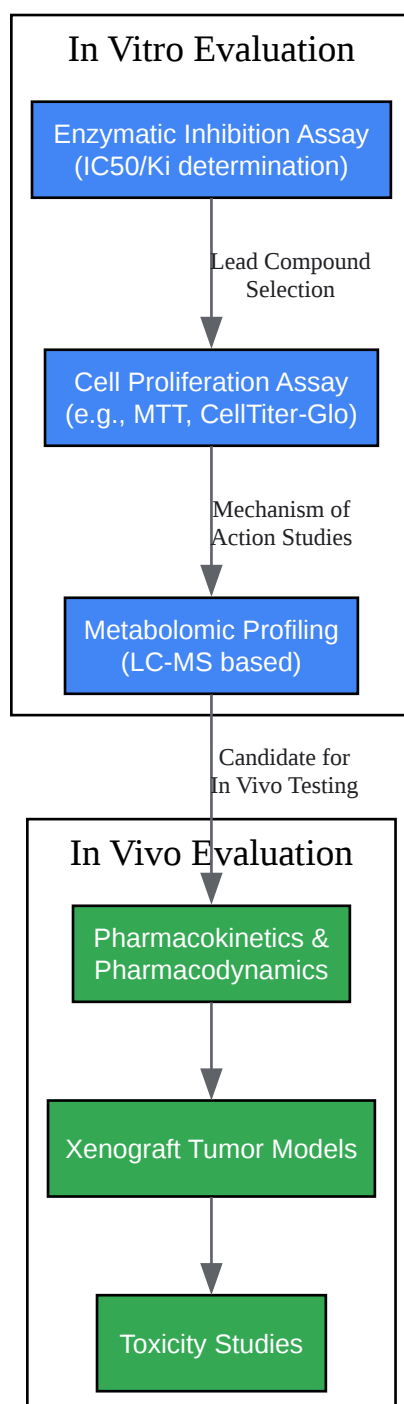 In Vitro Evaluation
Enzymatic Inhibition Assay
(IC50/Ki determination)
Lead Compound
Selection
Cell Proliferation Assay
(e.g., MTT, CellTiter-Glo)
Mechanism of
Action Studies
Metabolomic Profiling
(LC-MS based)
Candidate for
In Vivo Testing
In Vivo Evaluation
Pharmacokinetics &
Pharmacodynamics
Xenograft Tumor Models
Toxicity Studies